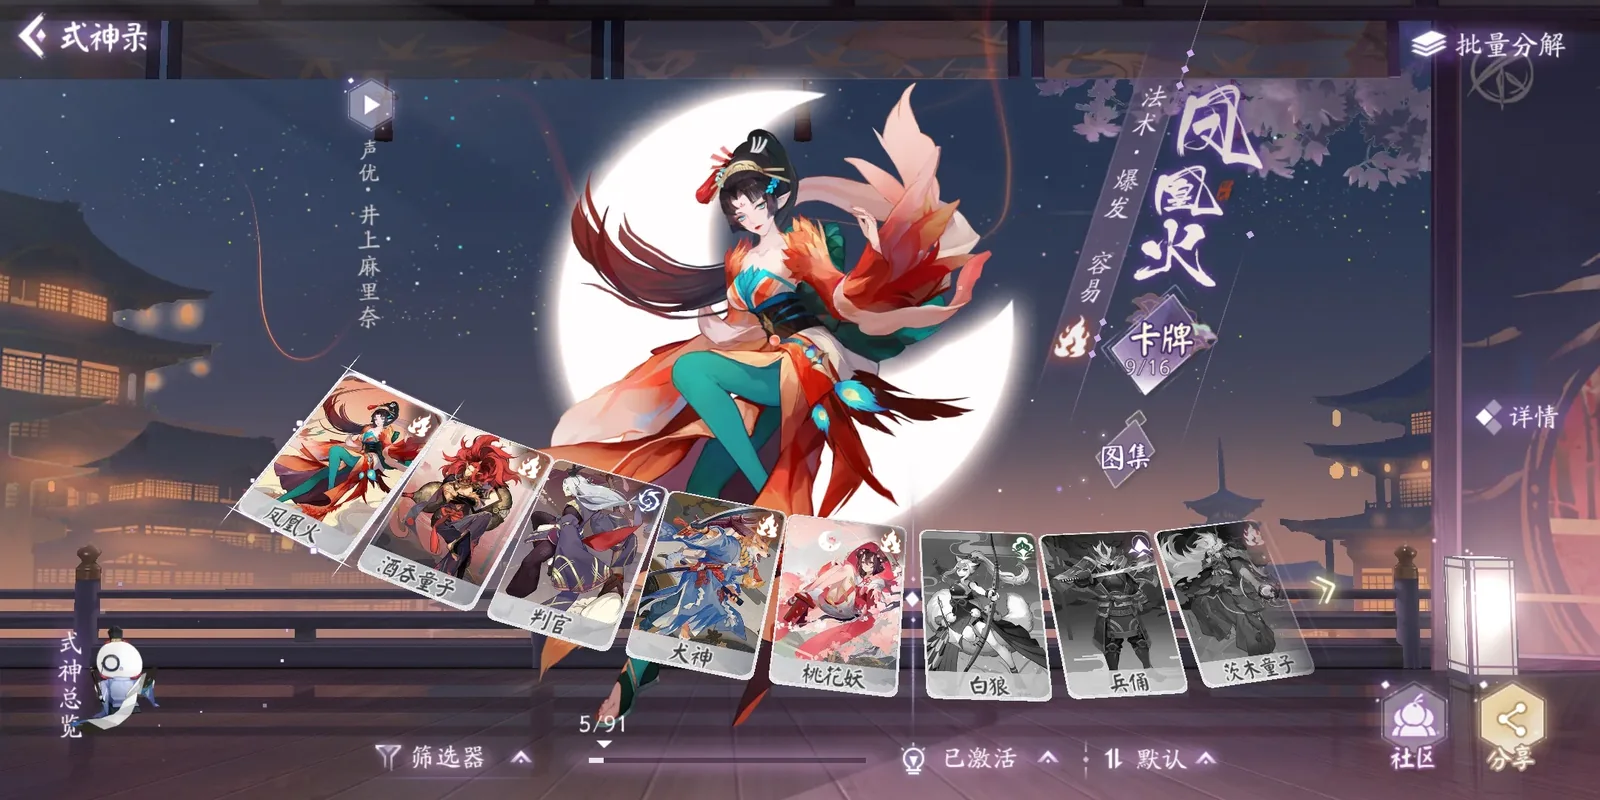 式神录
批量分解
声优·井上麻里奈
法术·爆发 容易
凤凰火
卡牌
9/16
图集
详情
凤凰火
酒吞童子
判官
犬神
桃花妖
白狼
兵俑
茨木童子
式神总览
5/91
筛选器
已激活
默认
社区
分享